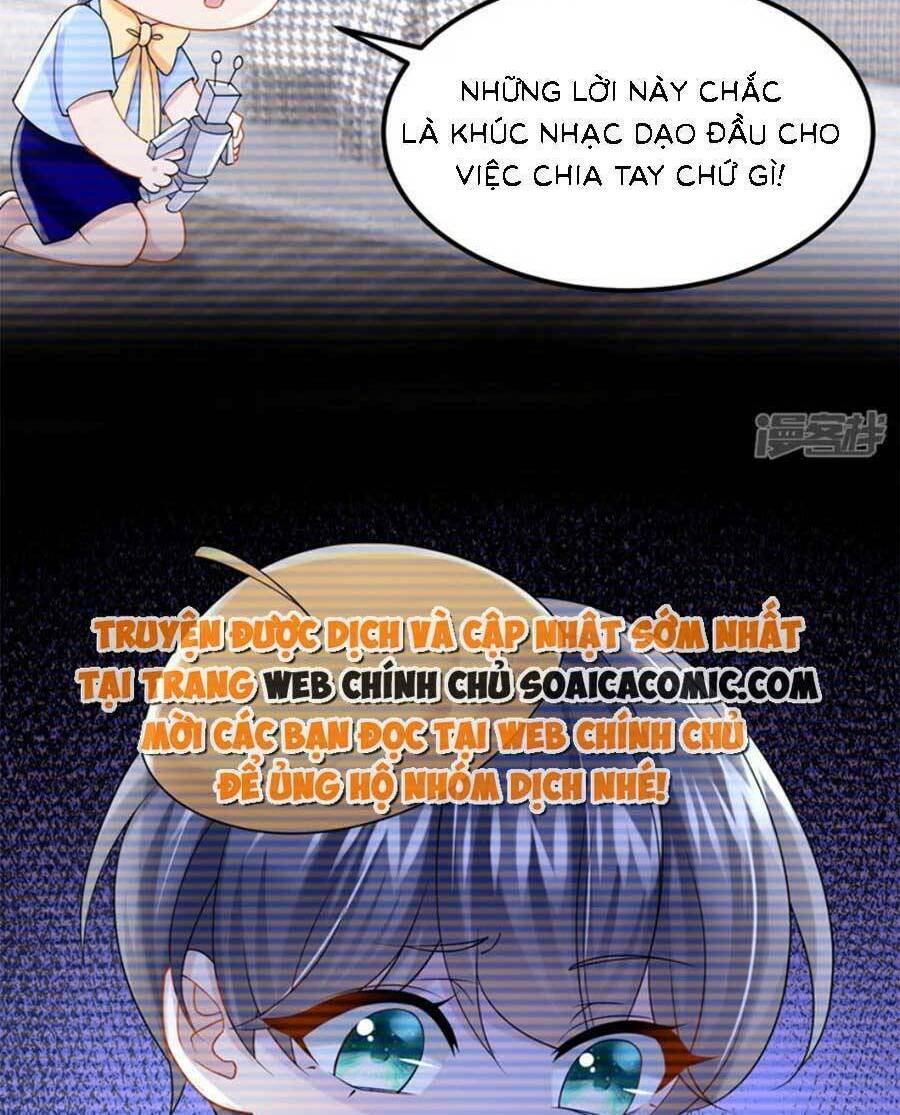 NHỮNG LỜI NÀY CHẮC
LÀ KHÚC NHẠC DẠO ĐẦU CHO
VIỆC CHIA TAY CHỨ GÌ!
漫客栈
TRUYỆN ĐƯỢC DỊCH VÀ CẬP NHẬT SỚM NHẤT
TẠI TRANG WEB CHÍNH CHỦ SOAICACOMIC.COM
MỜI CÁC BẠN ĐỌC TẠI WEB CHÍNH CHỦ
ĐỂ ỦNG HỘ NHÓM DỊCH NHÉ!